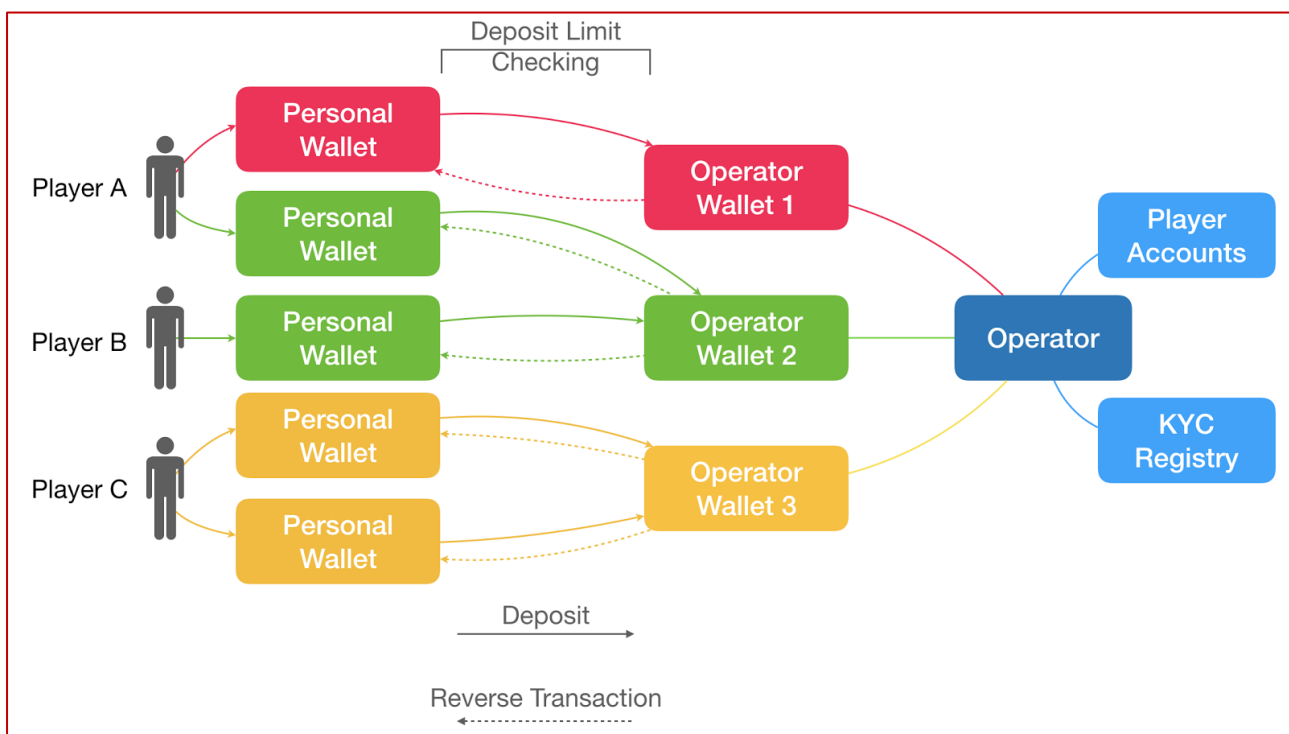 Deposit Limit
Checking
Personal
Wallet
Player A
Operator
Wallet 1
Personal
Wallet
Player
Accounts
Personal
Wallet
Player B
Operator
Wallet 2
Operator
Personal
Wallet
KYC
Registry
Player C
Operator
Wallet 3
Personal
Wallet
Deposit
Reverse Transaction